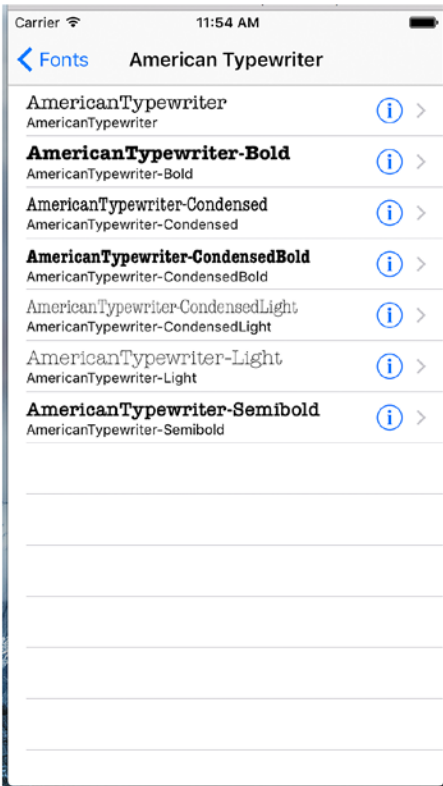 Carrier 11:54 AM
Fonts American Typewriter
AmericanTypewriter
AmericanTypewriter
AmericanTypewriter-Bold
AmericanTypewriter-Bold
AmericanTypewriter-Condensed
AmericanTypewriter-Condensed
AmericanTypewriter-CondensedBold
AmericanTypewriter-CondensedBold
AmericanTypewriter-CondensedLight
AmericanTypewriter-CondensedLight
AmericanTypewriter-Light
AmericanTypewriter-Light
AmericanTypewriter-Semibold
AmericanTypewriter-Semibold